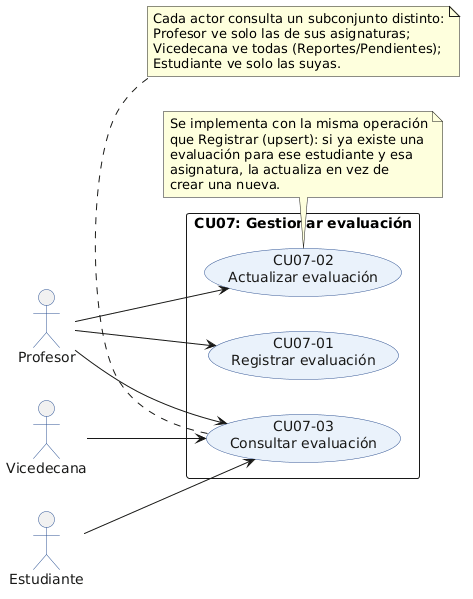 Cada actor consulta un subconjunto distinto:
Profesor ve solo las de sus asignaturas;
Vicedecana ve todas (Reportes/Pendientes);
Estudiante ve solo las suyas.
Se implementa con la misma operación
que Registrar (upsert): si ya existe una
evaluación para ese estudiante y esa
asignatura, la actualiza en vez de
crear una nueva.
CU07: Gestionar evaluación
CU07-02
Actualizar evaluación
CU07-01
Registrar evaluación
Profesor
CU07-03
Consultar evaluación
Vicedecana
Estudiante